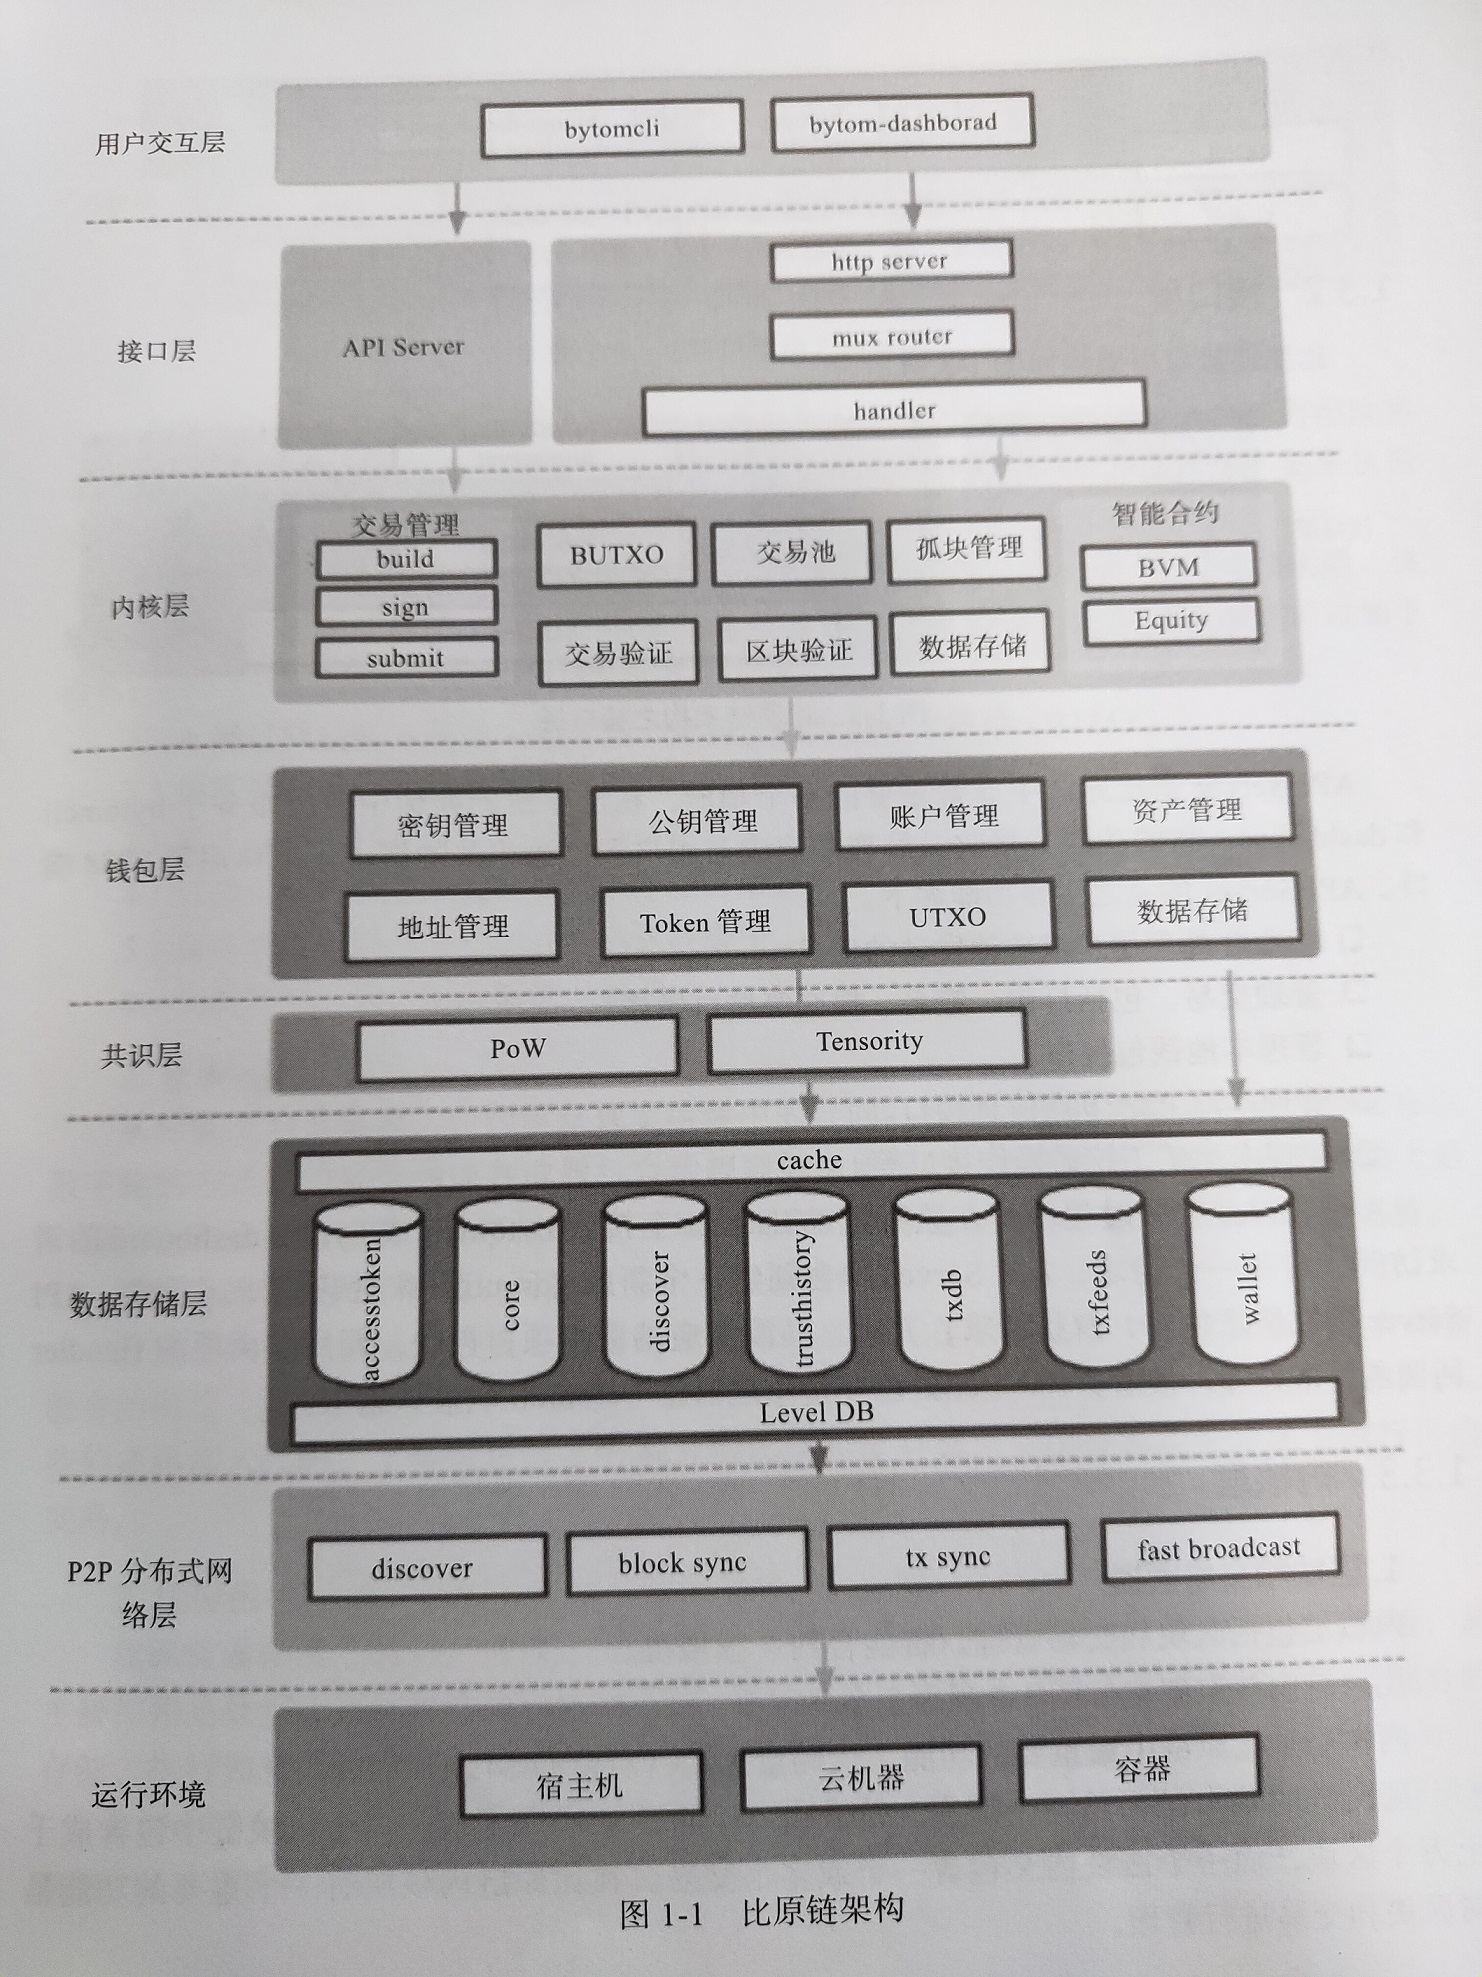 用户交互层
bytomcli
bytom-dashborad
接口层
API Server
http server
mux router
handler
内核层
交易管理
build
sign
submit
BUTXO
交易池
孤块管理
交易验证
区块验证
数据存储
智能合约
BVM
Equity
钱包层
密钥管理
公钥管理
账户管理
资产管理
地址管理
Token 管理
UTXO
数据存储
共识层
PoW
Tensority
数据存储层
cache
accesstoken
core
discover
trusthistory
txdb
txfeeds
wallet
Level DB
P2P 分布式网
络层
discover
block sync
tx sync
fast broadcast
运行环境
宿主机
云机器
容器
图 1-1 比原链架构